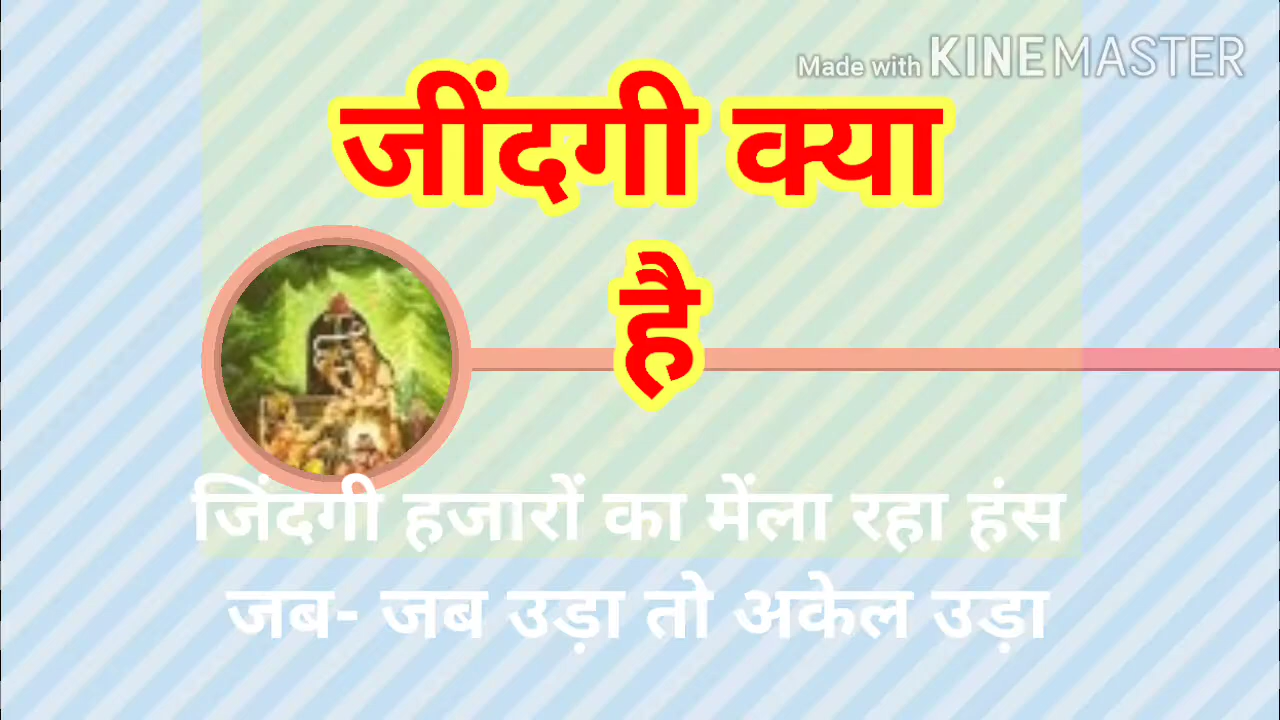 Made with KINEMASTER
जींदगी क्या
है
जिंदगी हजारों का मेंला रहा हंस
जब- जब उड़ा तो अकेल उड़ा